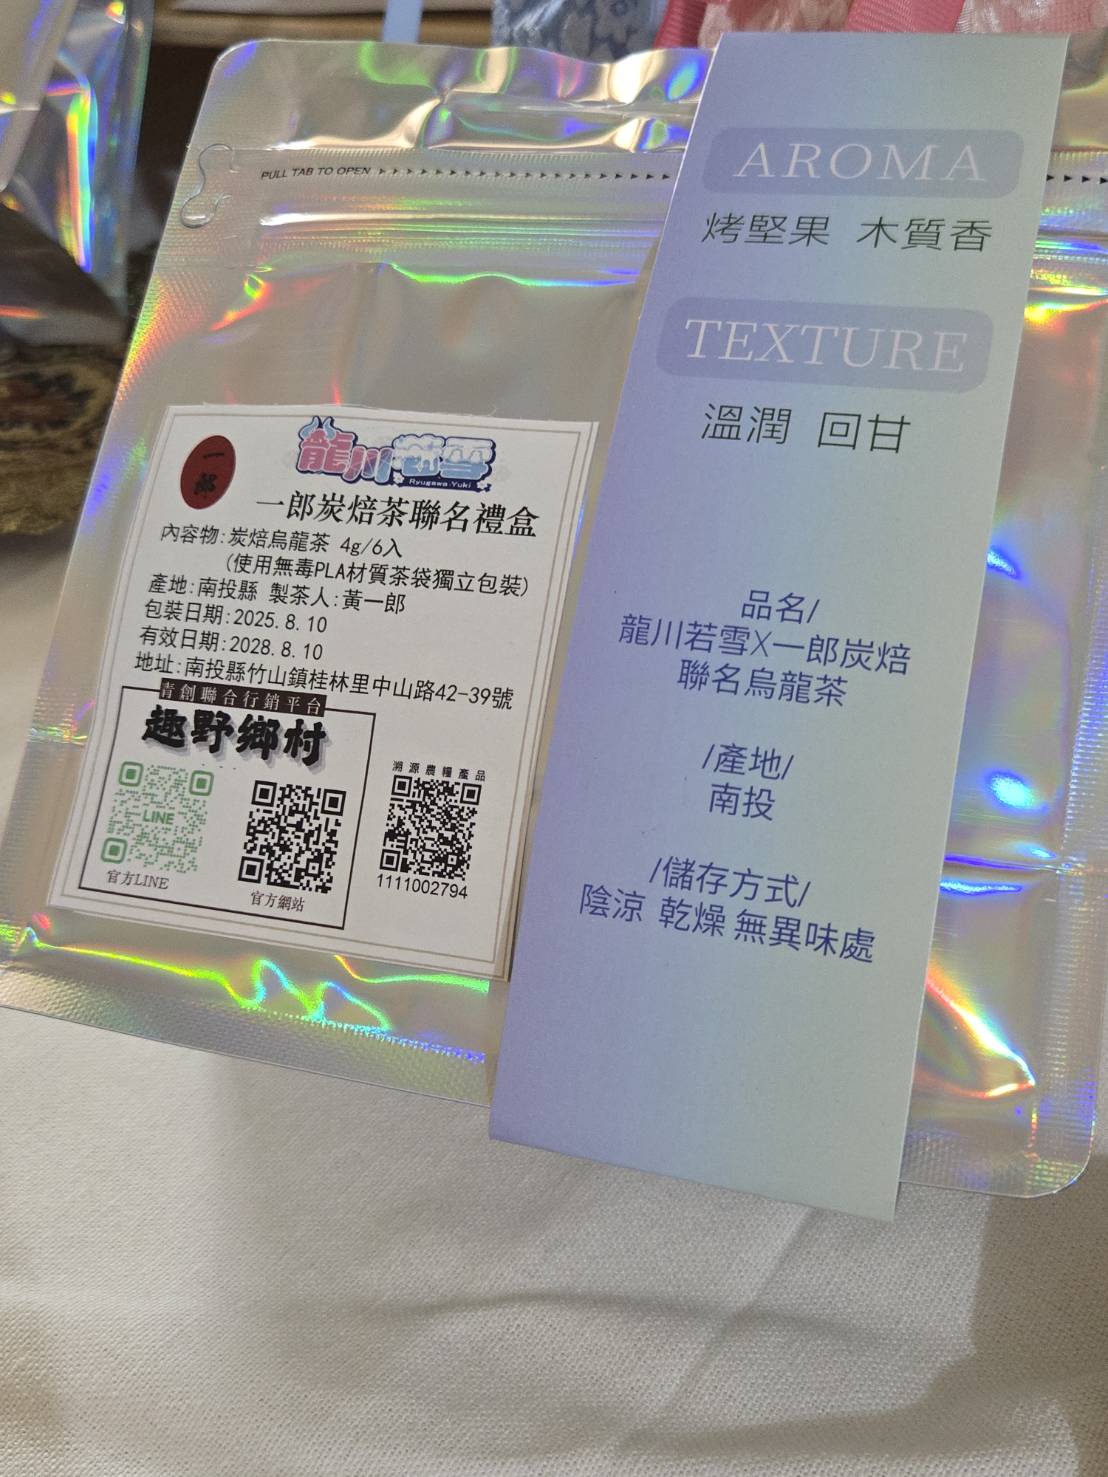 PULL TAB TO OPEN
一郎
龍川若雪
Ryugawa Yuki
一郎炭焙茶聯名禮盒
內容物:炭焙烏龍茶 4g/6入
(使用無毒PLA材質茶袋獨立包裝)
產地:南投縣 製茶人:黃一郎
包裝日期:2025.8.10
有效日期:2028.8.10
地址:南投縣竹山鎮桂林里中山路42-39號
青創聯合行銷平台
趣野鄉村
LINE
官方LINE
官方網站
溯源農糧產品
1111002794
AROMA
烤堅果 木質香
TEXTURE
溫潤 回甘
品名/
龍川若雪X一郎炭焙
聯名烏龍茶
/產地/
南投
/儲存方式/
陰涼 乾燥 無異味處